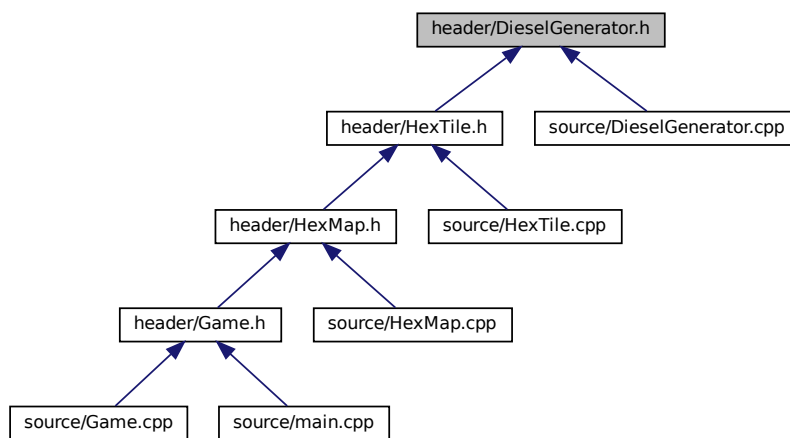 header/DieselGenerator.h
header/HexTile.h
source/DieselGenerator.cpp
header/HexMap.h
source/HexTile.cpp
header/Game.h
source/HexMap.cpp
source/Game.cpp
source/main.cpp